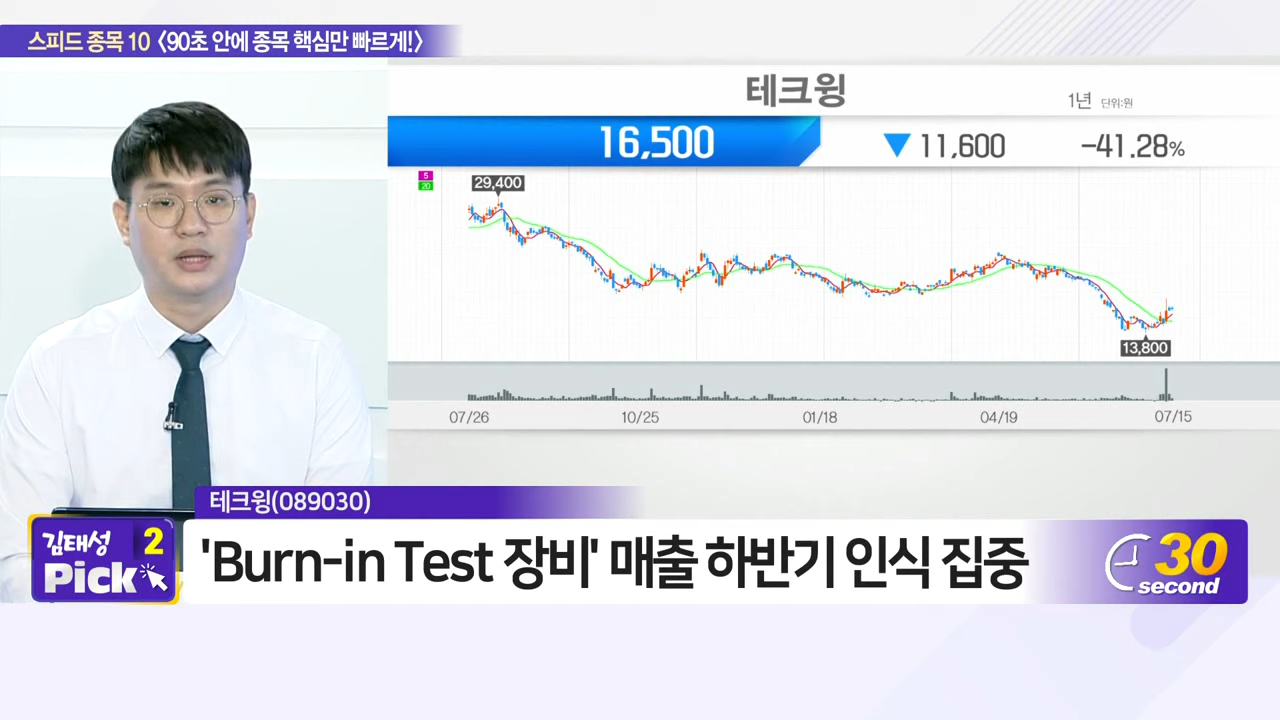 스피드 종목 10 <90초 안에 종목 핵심만 빠르게!>
테크윙
1년 단위:원
16,500
▼ 11,600
-41.28%
5
20
29,400
13,800
07/26
10/25
01/18
04/19
07/15
테크윙(089030)
김태성 2
Pick
'Burn-in Test 장비' 매출 하반기 인식 집중
30
second